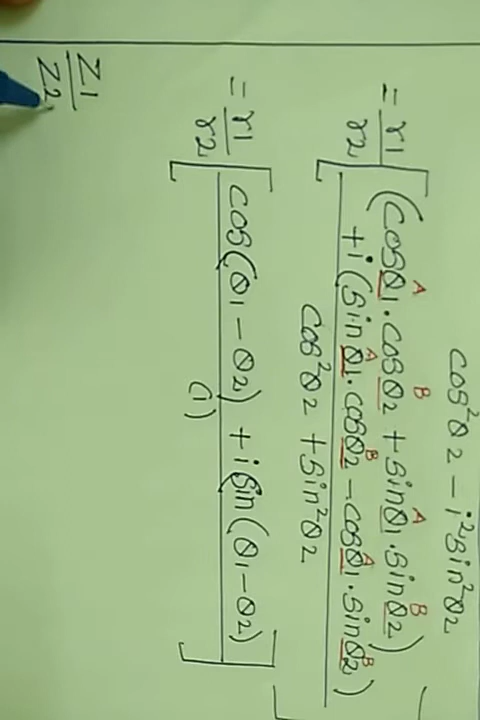 cos²θ2 - i²sin²θ2
= r1/r2 [ (cosθ1.cosθ2 + sinθ1.sinθ2)
A B A B
+ i (sinθ1.cosθ2 - cosθ1.sinθ2)
A B A B
cos²θ2 + sin²θ2 ]
= r1/r2 [ cos(θ1 - θ2) + i sin(θ1 - θ2)
(1) ]
z1
z2